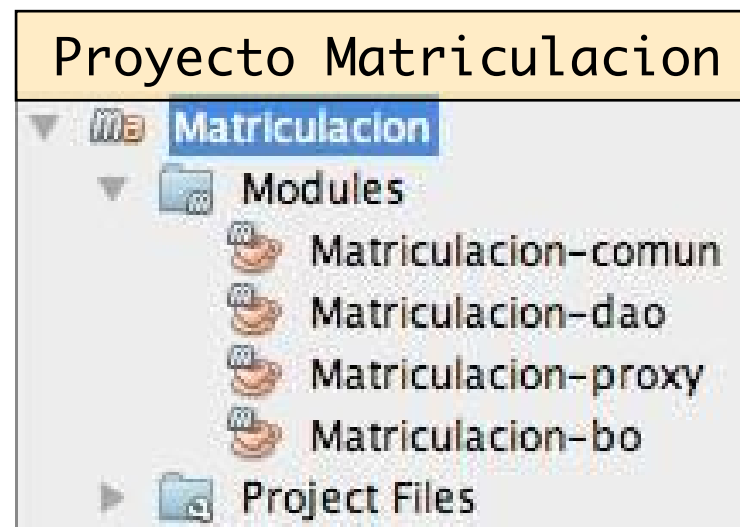 Proyecto Matriculacion
Matriculacion
Modules
Matriculacion-comun
Matriculacion-dao
Matriculacion-proxy
Matriculacion-bo
Project Files